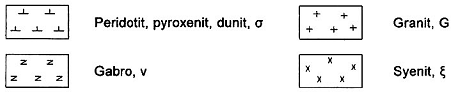 Peridotit, pyroxenit, dunit, σ
Granit, G
Gabro, ν
Syenit, ξ